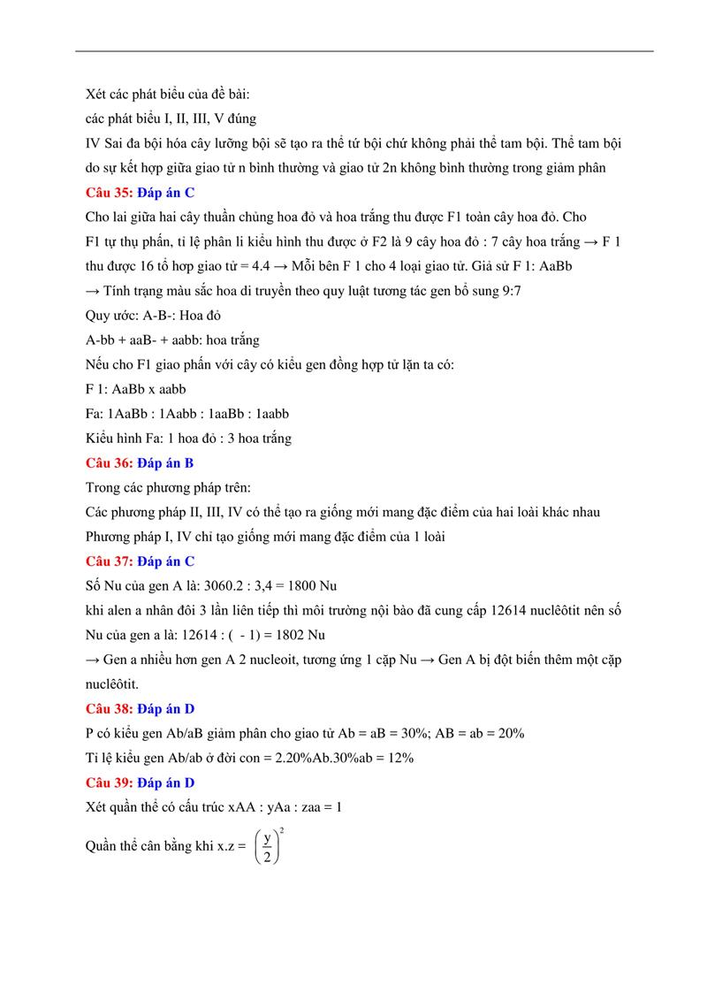 Xét các phát biểu của đề bài:
các phát biểu I, II, III, V đúng
IV Sai đa bội hóa cây lưỡng bội sẽ tạo ra thể tứ bội chứ không phải thể tam bội. Thể tam bội
do sự kết hợp giữa giao tử n bình thường và giao tử 2n không bình thường trong giảm phân
Câu 35: Đáp án C
Cho lai giữa hai cây thuần chủng hoa đỏ và hoa trắng thu được F1 toàn cây hoa đỏ. Cho
F1 tự thụ phấn, tỉ lệ phân li kiểu hình thu được ở F2 là 9 cây hoa đỏ : 7 cây hoa trắng → F 1
thu được 16 tổ hơp giao tử = 4.4 → Mỗi bên F 1 cho 4 loại giao tử. Giả sử F 1: AaBb
→ Tính trạng màu sắc hoa di truyền theo quy luật tương tác gen bổ sung 9:7
Quy ước: A-B-: Hoa đỏ
A-bb + aaB- + aabb: hoa trắng
Nếu cho F1 giao phấn với cây có kiểu gen đồng hợp tử lặn ta có:
F 1: AaBb x aabb
Fa: 1AaBb : 1Aabb : 1aaBb : 1aabb
Kiểu hình Fa: 1 hoa đỏ : 3 hoa trắng
Câu 36: Đáp án B
Trong các phương pháp trên:
Các phương pháp II, III, IV có thể tạo ra giống mới mang đặc điểm của hai loài khác nhau
Phương pháp I, IV chỉ tạo giống mới mang đặc điểm của 1 loài
Câu 37: Đáp án C
Số Nu của gen A là: 3060.2 : 3,4 = 1800 Nu
khi alen a nhân đôi 3 lần liên tiếp thì môi trường nội bào đã cung cấp 12614 nuclêôtit nên số
Nu của gen a là: 12614 : ( - 1) = 1802 Nu
→ Gen a nhiều hơn gen A 2 nucleoit, tương ứng 1 cặp Nu → Gen A bị đột biến thêm một cặp
nuclêôtit.
Câu 38: Đáp án D
P có kiểu gen Ab/aB giảm phân cho giao tử Ab = aB = 30%; AB = ab = 20%
Tỉ lệ kiểu gen Ab/ab ở đời con = 2.20%Ab.30%ab = 12%
Câu 39: Đáp án D
Xét quần thể có cấu trúc xAA : yAa : zaa = 1
Quần thể cân bằng khi x.z = (y/2)²